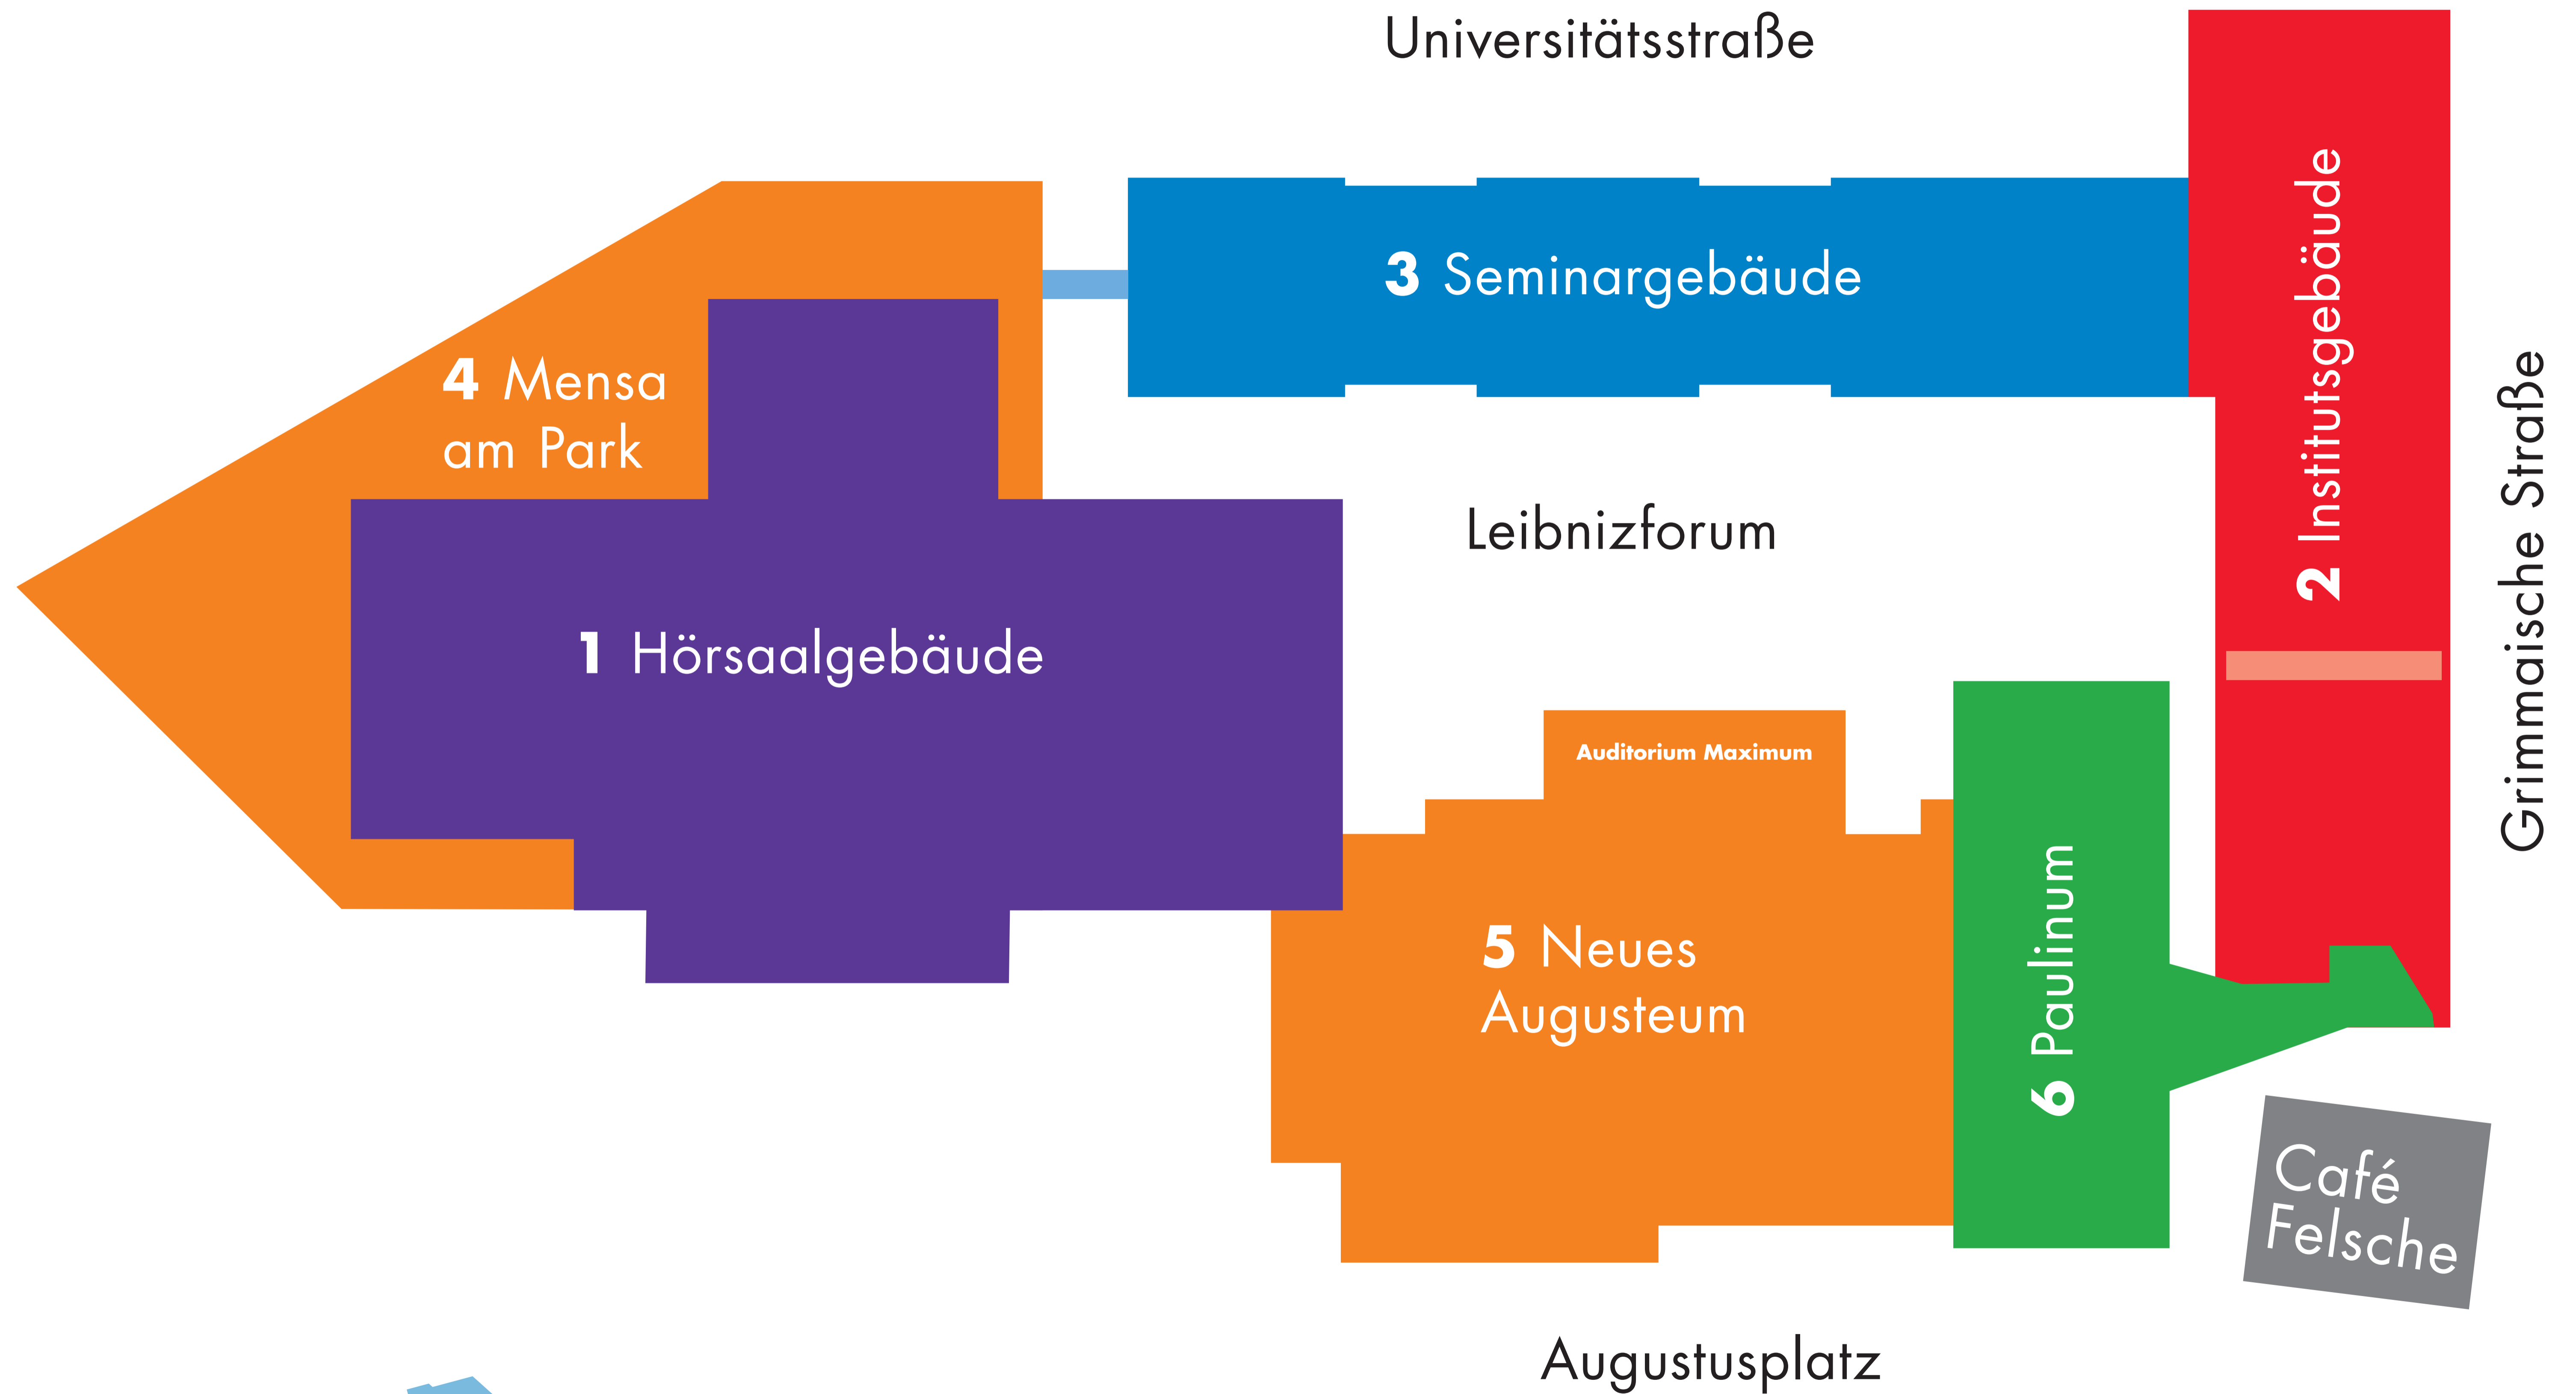 Universitätsstraße
3 Seminargebäude
2 Institutsgebäude
4 Mensa
am Park
Leibnizforum
Grimmaische Straße
1 Hörsaalgebäude
Auditorium Maximum
5 Neues
Augusteum
6 Paulinum
Café
Felsche
Augustusplatz